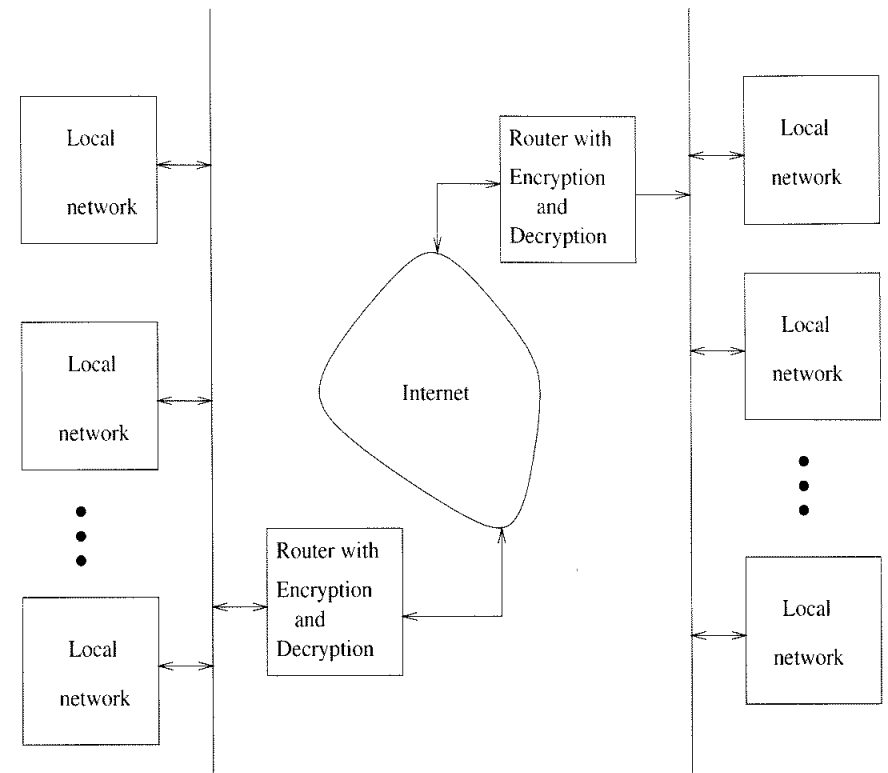 Local
network
Local
network
Local
network
Router with
Encryption
and
Decryption
Internet
Router with
Encryption
and
Decryption
Local
network
Local
network
Local
network